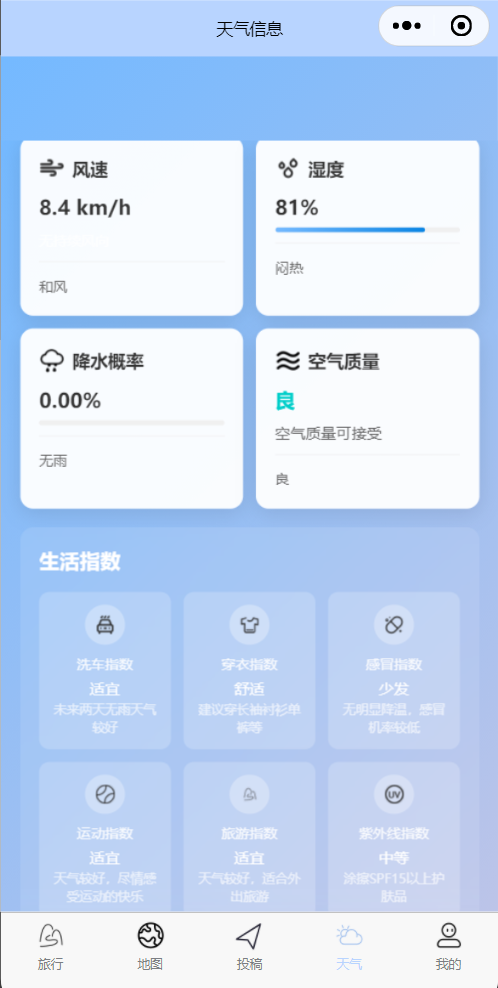 天气信息
风速
8.4 km/h
和风
湿度
81%
闷热
降水概率
0.00%
无雨
空气质量
良
空气质量可接受
良
生活指数
洗车指数
适宜
未来两天无雨天气
较好
穿衣指数
舒适
建议穿长袖衬衫单
裤等
感冒指数
少发
无明显降温，感冒
机率较低
运动指数
适宜
天气较好，尽情感
受运动的快乐
旅游指数
适宜
天气较好，适合外
出旅游
UV
紫外线指数
中等
涂擦SPF15以上护
肤品
旅行
地图
投稿
天气
我的